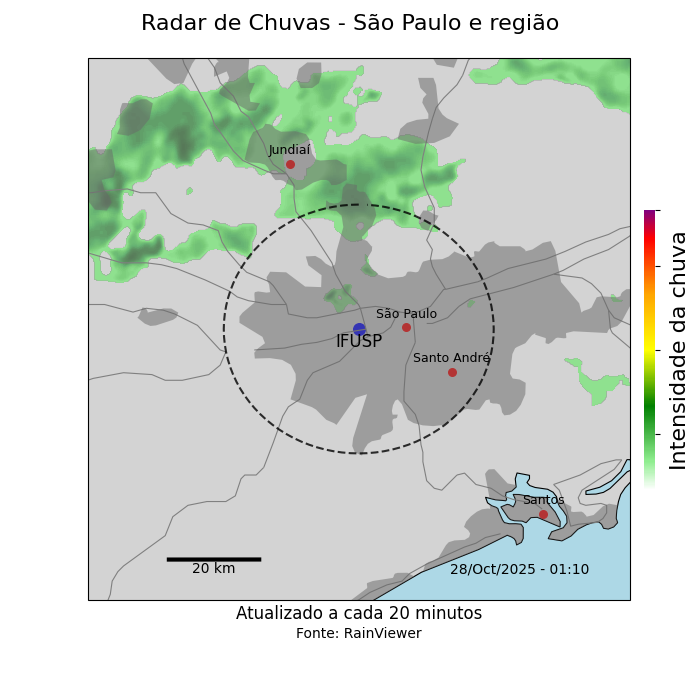 Radar de Chuvas - São Paulo e região
Jundiaí
São Paulo
IFUSP
Santo André
Santos
20 km
28/Oct/2025 - 01:10
Intensidade da chuva
Atualizado a cada 20 minutos
Fonte: RainViewer